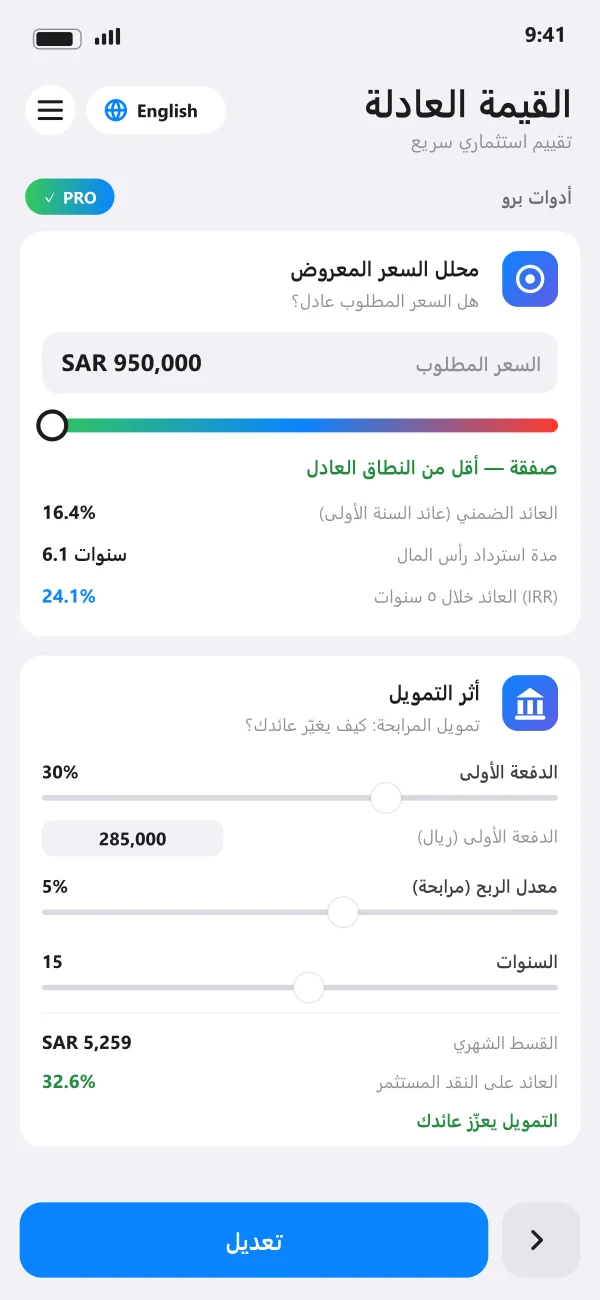 9:41
القيمة العادلة
English
تقييم استثماري سريع
أدوات برو
✓ PRO
محلل السعر المعروض
هل السعر المطلوب عادل؟
السعر المطلوب
SAR 950,000
صفقة — أقل من النطاق العادل
العائد الضمني (عائد السنة الأولى)
16.4%
مدة استرداد رأس المال
6.1 سنوات
العائد خلال ٥ سنوات (IRR)
24.1%
أثر التمويل
تمويل المرابحة: كيف يغيّر عائدك؟
الدفعة الأولى
30%
الدفعة الأولى (ريال)
285,000
معدل الربح (مرابحة)
5%
السنوات
15
القسط الشهري
SAR 5,259
العائد على النقد المستثمر
32.6%
التمويل يعزّز عائدك
تعديل